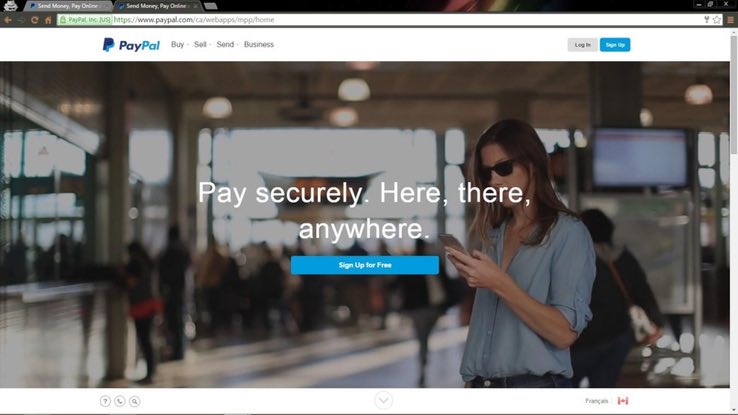 Send Money, Pay Online
Send Money, Pay Online
PayPal, Inc. [US]
https://www.paypal.com/ca/webapps/mpp/home
PayPal
Buy
Sell
Send
Business
Log In
Sign Up
Pay securely. Here, there,
anywhere.
Sign Up for Free
?
Français